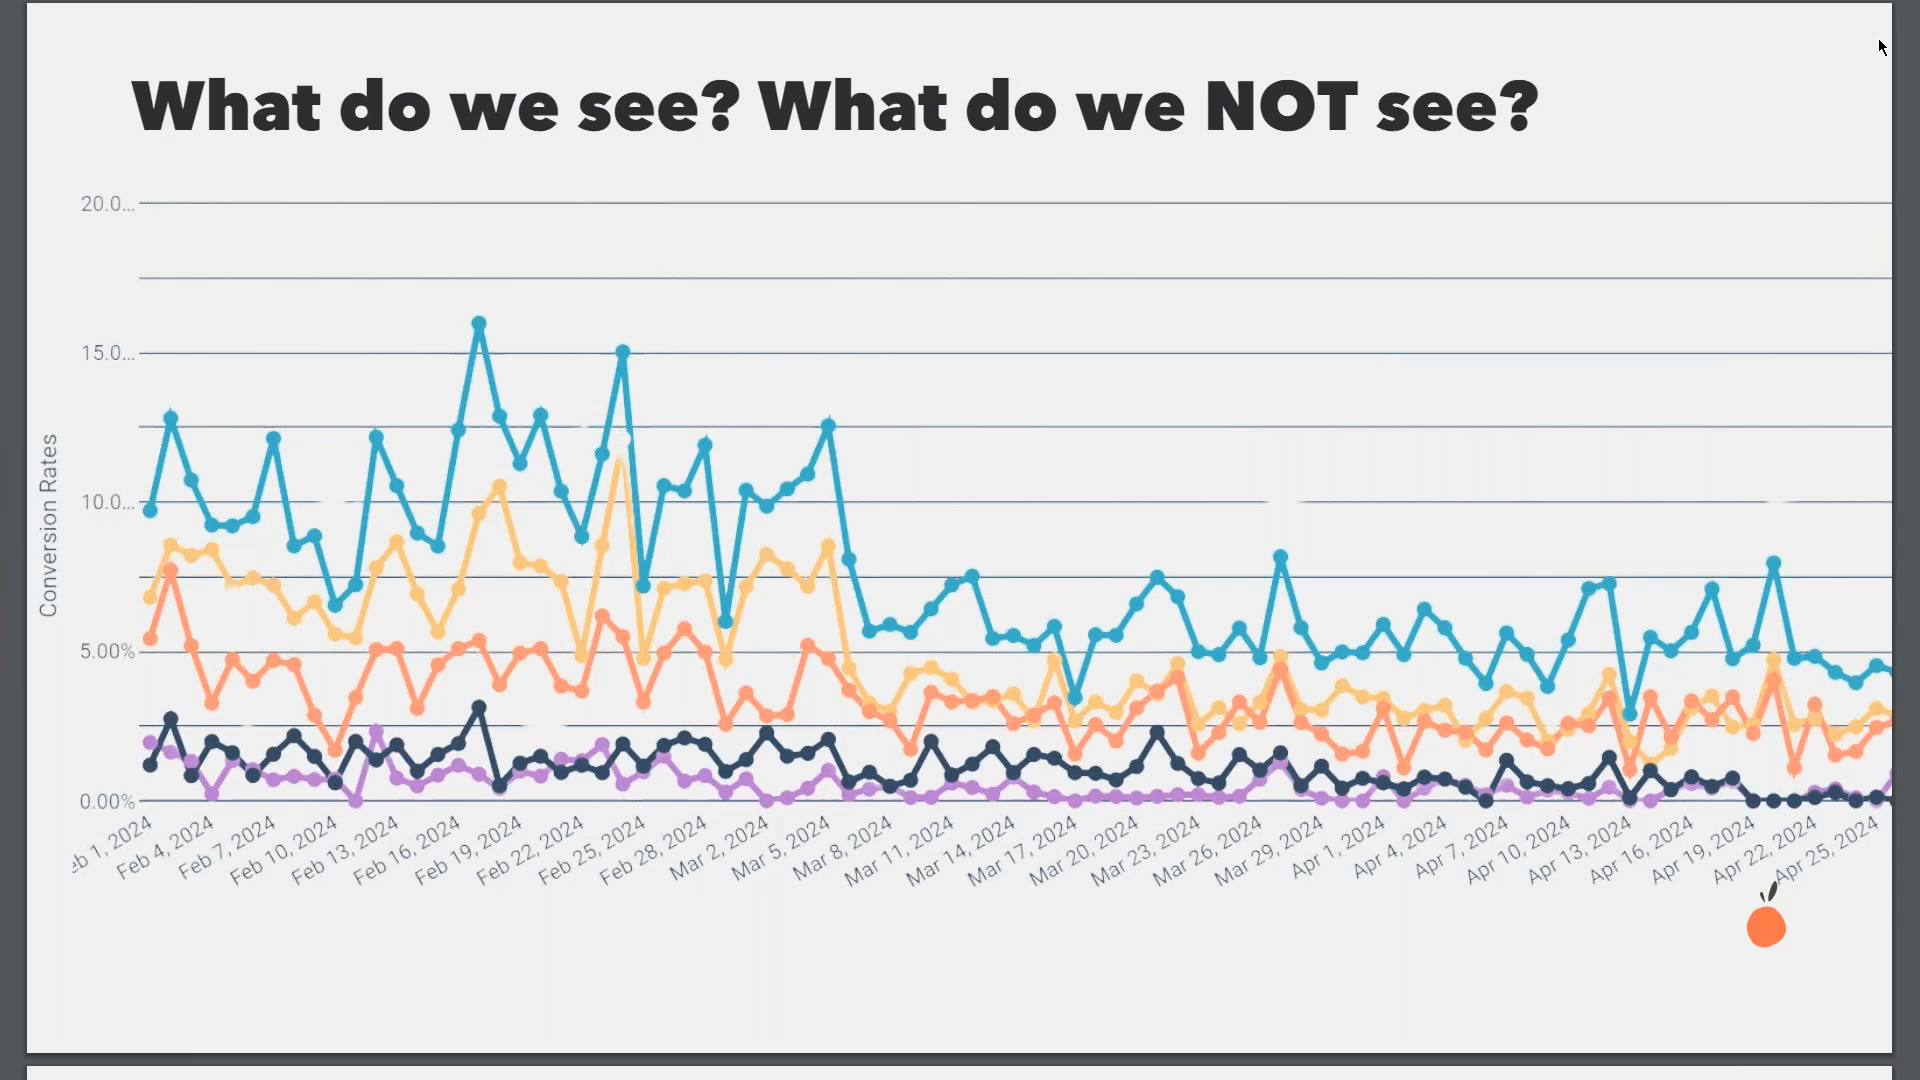 What do we see? What do we NOT see?
20.0...
15.0...
10.0...
5.00%
0.00%
Conversion Rates
eb 1, 2024
Feb 4, 2024
Feb 7, 2024
Feb 10, 2024
Feb 13, 2024
Feb 16, 2024
Feb 19, 2024
Feb 22, 2024
Feb 25, 2024
Feb 28, 2024
Mar 2, 2024
Mar 5, 2024
Mar 8, 2024
Mar 11, 2024
Mar 14, 2024
Mar 17, 2024
Mar 20, 2024
Mar 23, 2024
Mar 26, 2024
Mar 29, 2024
Apr 1, 2024
Apr 4, 2024
Apr 7, 2024
Apr 10, 2024
Apr 13, 2024
Apr 16, 2024
Apr 19, 2024
Apr 22, 2024
Apr 25, 2024